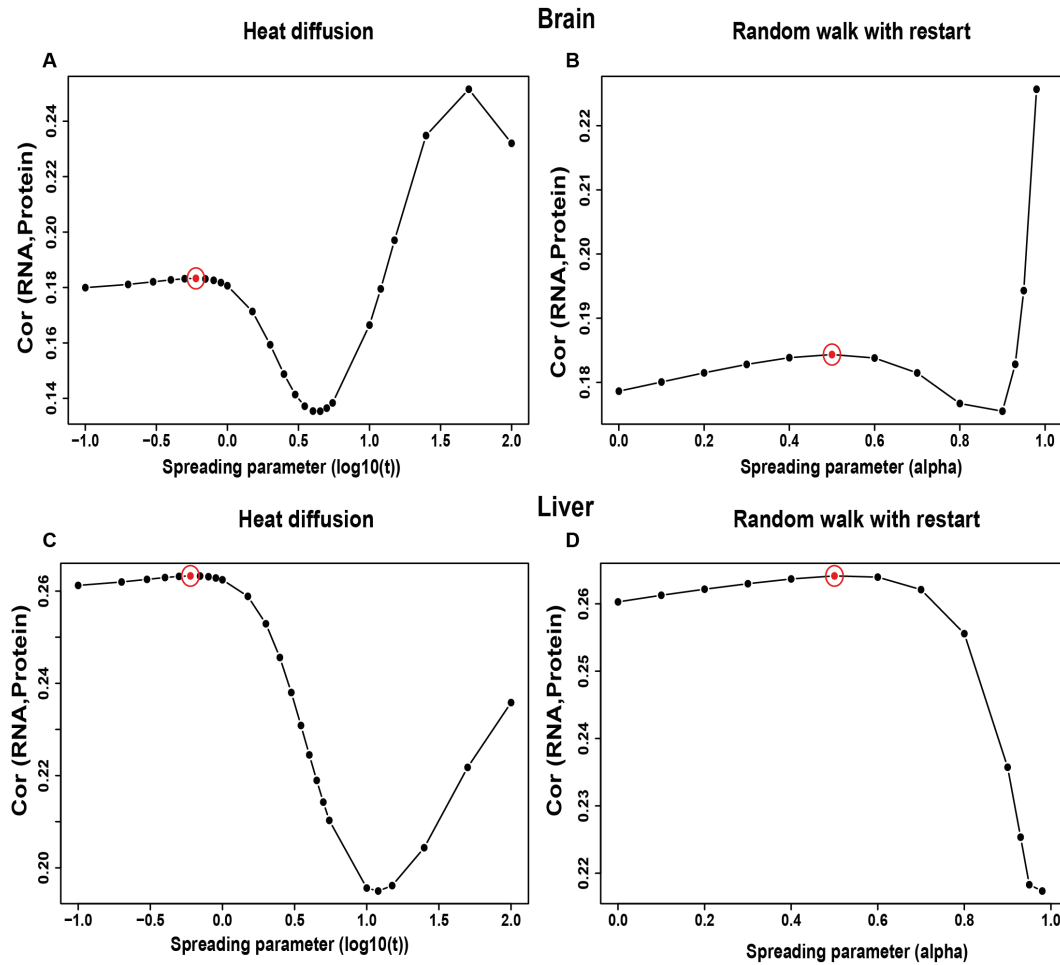 Brain
Heat diffusion
Random walk with restart
A
B
Cor (RNA,Protein)
0.24
0.22
0.20
0.18
0.16
0.14
−1.0 −0.5 0.0 0.5 1.0 1.5 2.0
Spreading parameter (log10(t))
Cor (RNA,Protein)
0.22
0.21
0.20
0.19
0.18
0.0 0.2 0.4 0.6 0.8 1.0
Spreading parameter (alpha)
Liver
Heat diffusion
Random walk with restart
C
D
Cor (RNA,Protein)
0.26
0.24
0.22
0.20
−1.0 −0.5 0.0 0.5 1.0 1.5 2.0
Spreading parameter (log10(t))
Cor (RNA,Protein)
0.26
0.25
0.24
0.23
0.22
0.0 0.2 0.4 0.6 0.8 1.0
Spreading parameter (alpha)